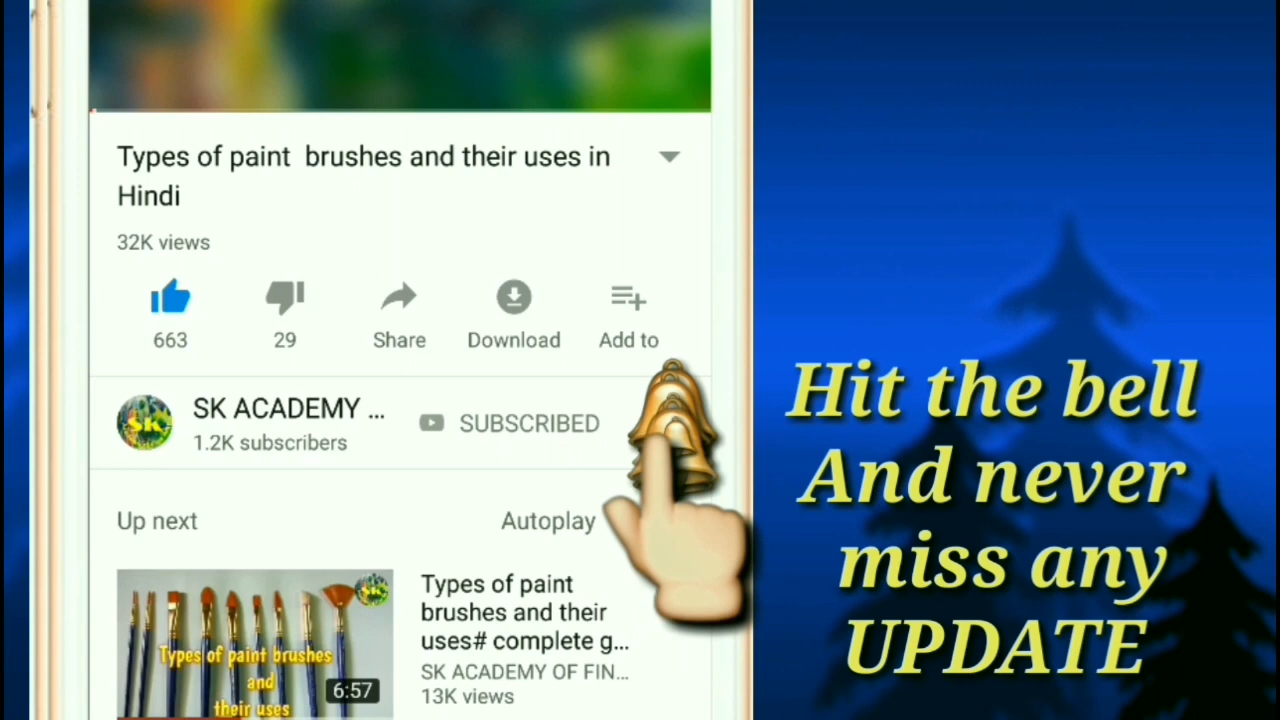 Types of paint brushes and their uses in
Hindi
32K views
663
29
Share
Download
Add to
SK
SK ACADEMY ...
1.2K subscribers
SUBSCRIBED
Up next
Autoplay
Types of paint brushes
and
their uses
SK
6:57
Types of paint
brushes and their
uses# complete g...
SK ACADEMY OF FIN...
13K views
Hit the bell
And never
miss any
UPDATE